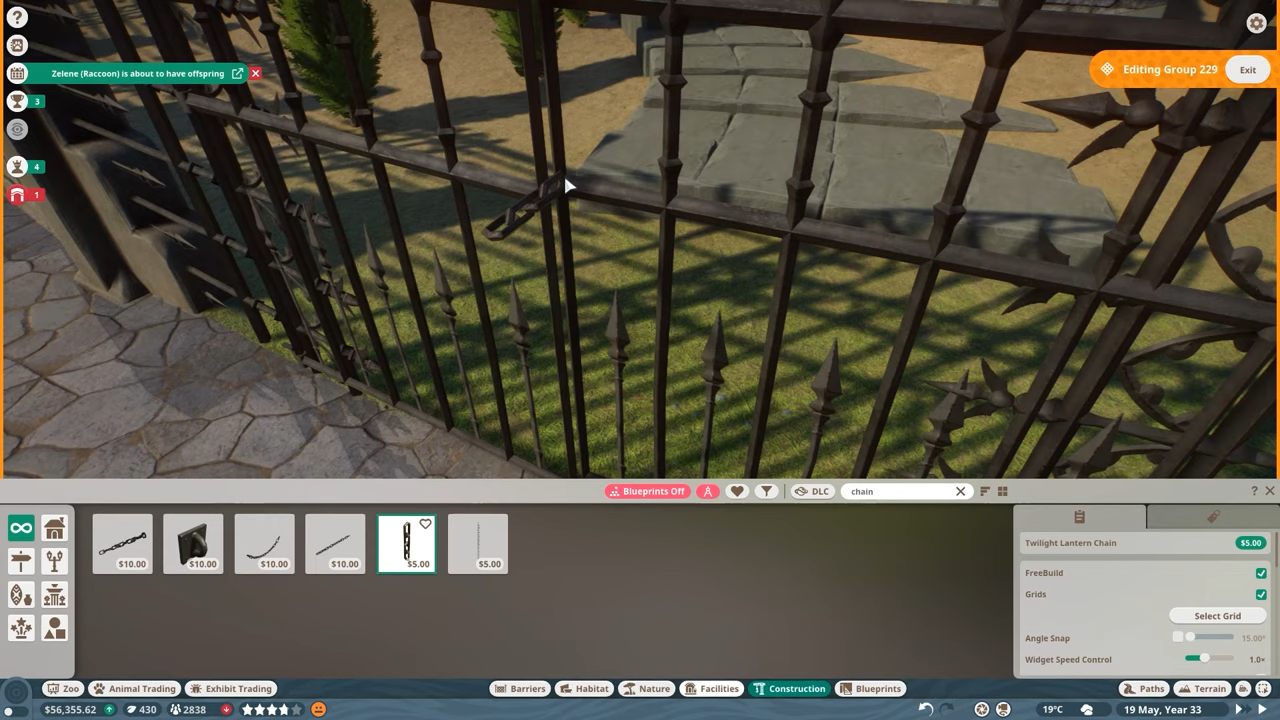 ?
Zelene (Raccoon) is about to have offspring
3
4
1
Editing Group 229
Exit
Blueprints Off
DLC
chain
?
$10.00
$10.00
$10.00
$10.00
$5.00
$5.00
Twilight Lantern Chain
$5.00
FreeBuild
Grids
Select Grid
Angle Snap
15.00°
Widget Speed Control
1.0×
Zoo
Animal Trading
Exhibit Trading
Barriers
Habitat
Nature
Facilities
Construction
Blueprints
Paths
Terrain
$56,355.62
430
2838
19°C
19 May, Year 33